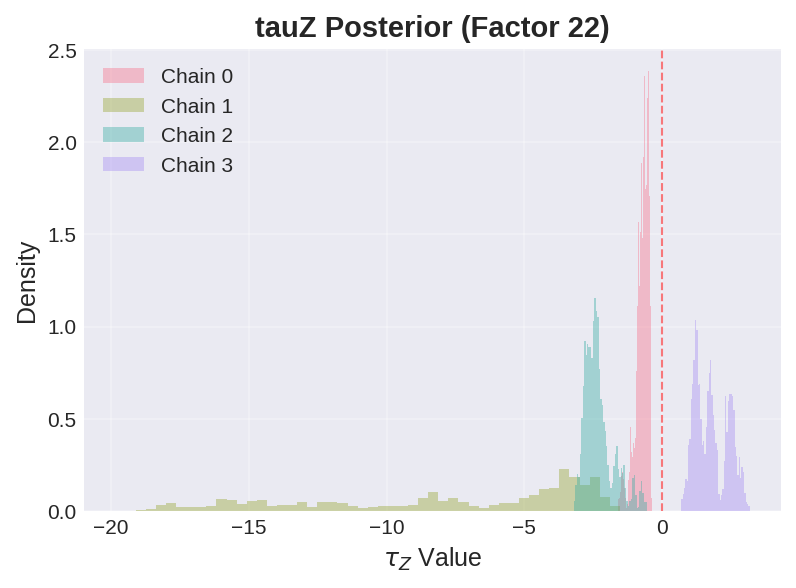 tauZ Posterior (Factor 22)
Chain 0
Chain 1
Chain 2
Chain 3
Density
2.5
2.0
1.5
1.0
0.5
0.0
−20 −15 −10 −5 0
τZ Value